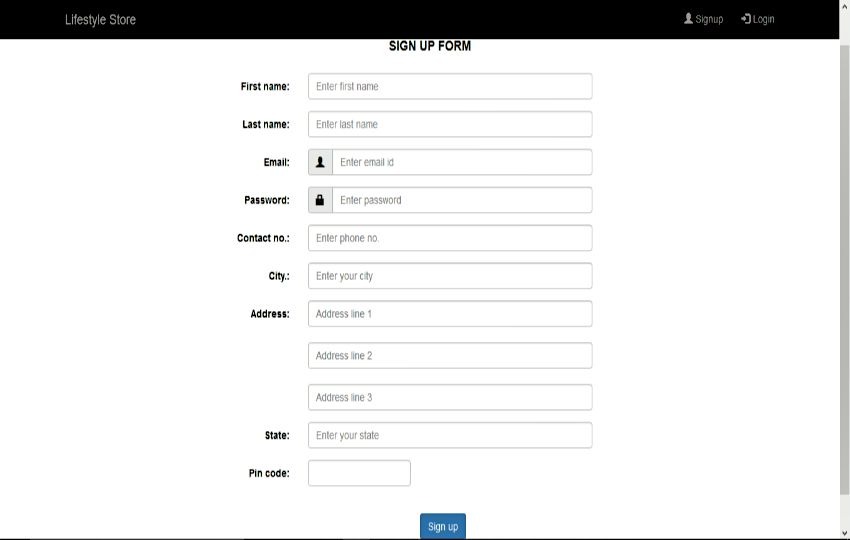 Lifestyle Store Signup Login
SIGN UP FORM
First name: Enter first name
Last name: Enter last name
Email: Enter email id
Password: Enter password
Contact no.: Enter phone no.
City.: Enter your city
Address: Address line 1
Address line 2
Address line 3
State: Enter your state
Pin code:
Sign up